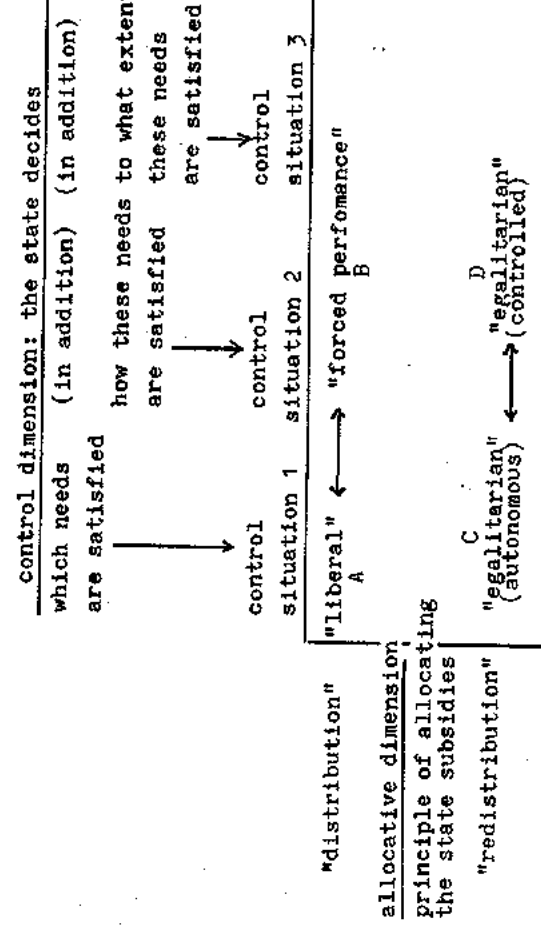 control dimension: the state decides
which needs (in addition) (in addition)
are satisfied
how these needs to what exten
are satisfied these needs
are satisfied
control control control
situation 1 situation 2 situation 3
"distribution" "liberal" "forced perfomance"
A B
allocative dimension
principle of allocating
the state subsidies
C D
"redistribution" "egalitarian" "egalitarian"
(autonomous) (controlled)